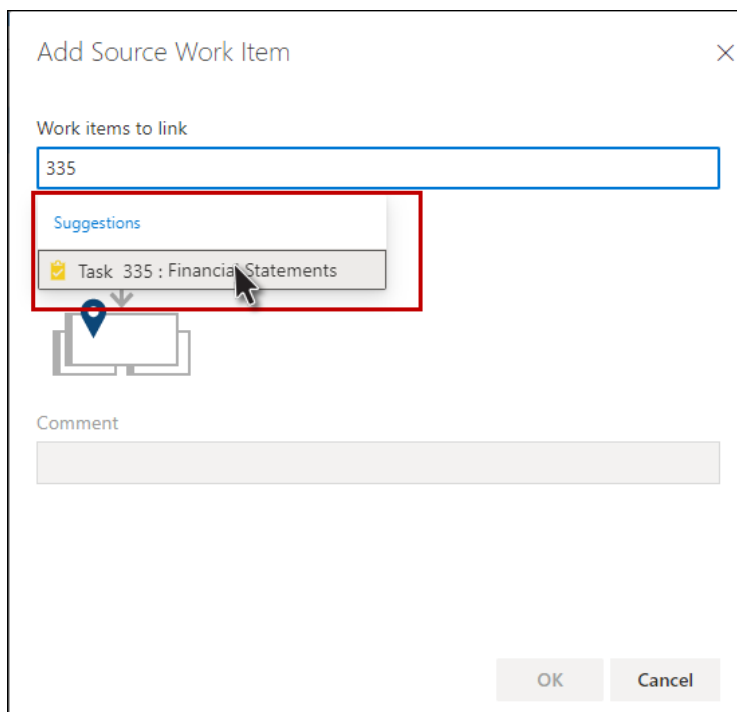 Add Source Work Item
Work items to link
335
Suggestions
Task 335 : Financial Statements
Comment
OK Cancel